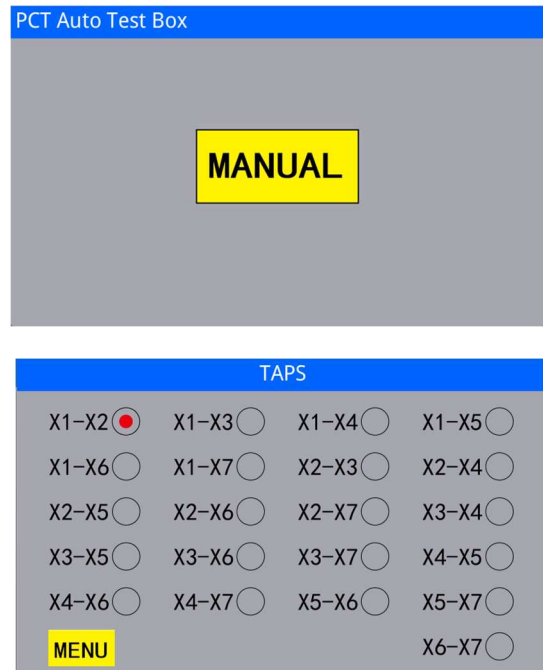 PCT Auto Test Box
MANUAL
TAPS
X1-X2 X1-X3 X1-X4 X1-X5
X1-X6 X1-X7 X2-X3 X2-X4
X2-X5 X2-X6 X2-X7 X3-X4
X3-X5 X3-X6 X3-X7 X4-X5
X4-X6 X4-X7 X5-X6 X5-X7
MENU X6-X7